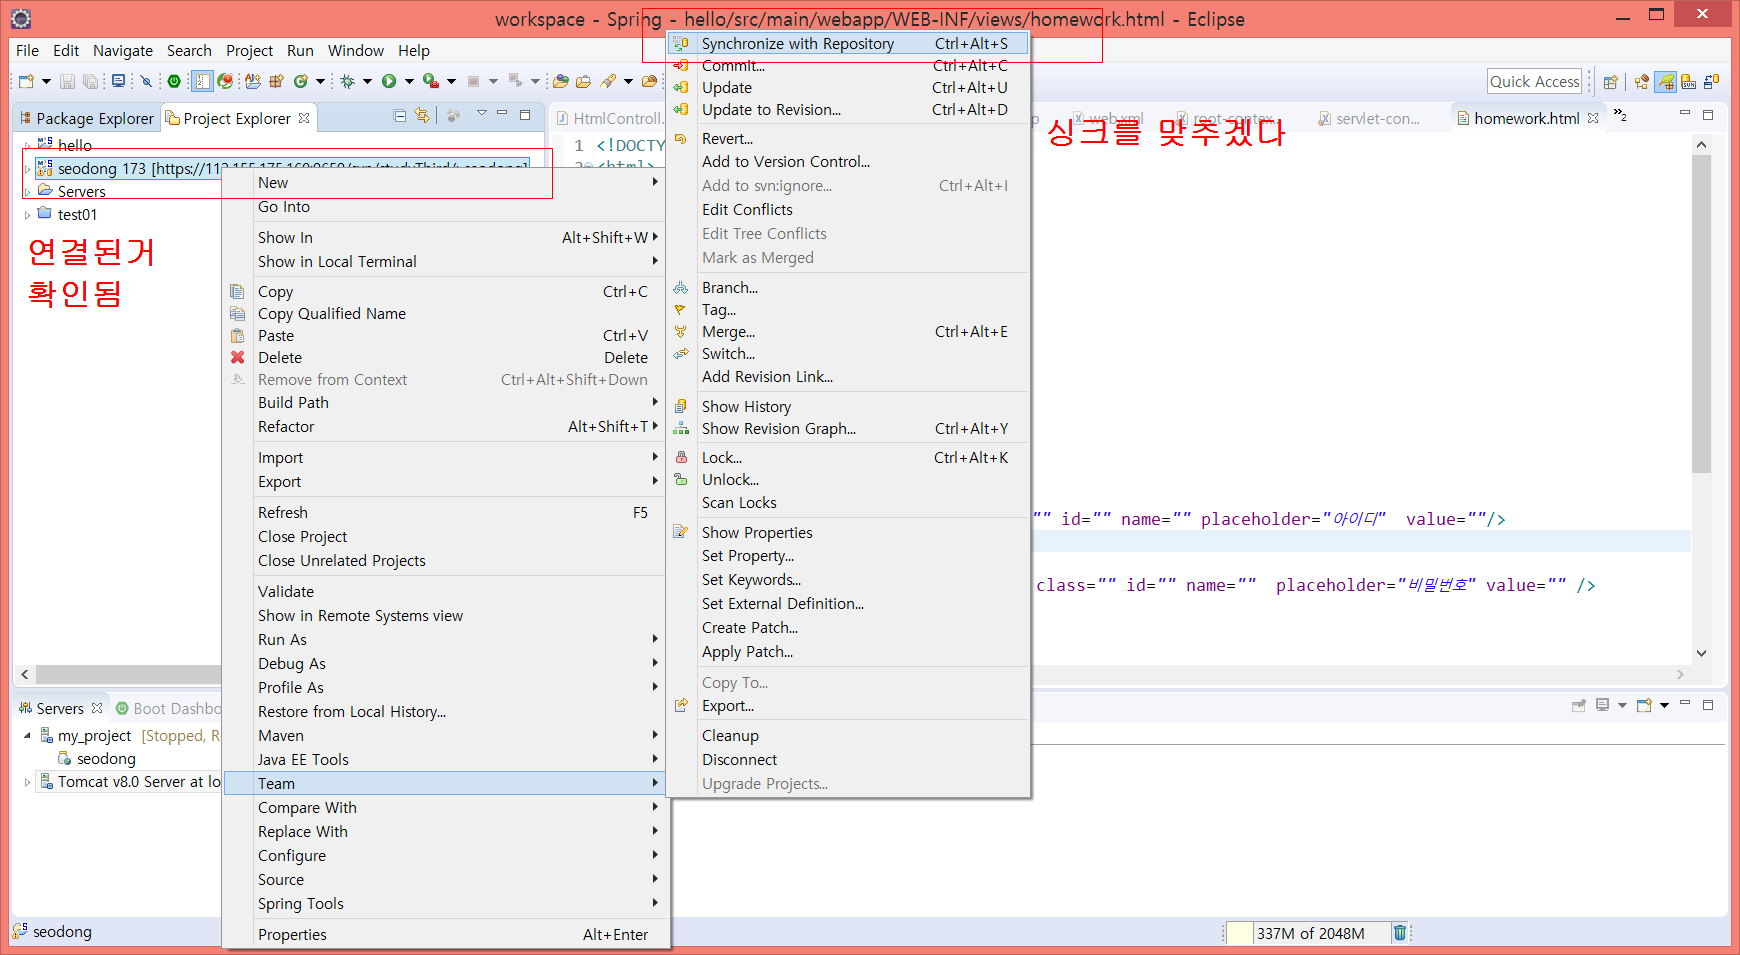 workspace - Spring - hello/src/main/webapp/WEB-INF/views/homework.html - Eclipse
File Edit Navigate Search Project Run Window Help
Quick Access
Package Explorer
Project Explorer
hello
seodong 173
Servers
test01
연결된거
확인됨
HtmlControll...
web.xml
root-contex...
servlet-con...
homework.html
2
싱크를 맞추겠다
1 <!DOCTY
2 <html>
"" id="" name="" placeholder="아이디" value=""/>
class="" id="" name="" placeholder="비밀번호" value="" />
New
Go Into
Show In Alt+Shift+W
Show in Local Terminal
Copy Ctrl+C
Copy Qualified Name
Paste Ctrl+V
Delete Delete
Remove from Context Ctrl+Alt+Shift+Down
Build Path
Refactor Alt+Shift+T
Import
Export
Refresh F5
Close Project
Close Unrelated Projects
Validate
Show in Remote Systems view
Run As
Debug As
Profile As
Restore from Local History...
Maven
Java EE Tools
Team
Compare With
Replace With
Configure
Source
Spring Tools
Properties Alt+Enter
Synchronize with Repository Ctrl+Alt+S
Commit... Ctrl+Alt+C
Update Ctrl+Alt+U
Update to Revision... Ctrl+Alt+D
Revert...
Add to Version Control...
Add to svn:ignore... Ctrl+Alt+I
Edit Conflicts
Edit Tree Conflicts
Mark as Merged
Branch...
Tag...
Merge... Ctrl+Alt+E
Switch...
Add Revision Link...
Show History
Show Revision Graph... Ctrl+Alt+Y
Lock... Ctrl+Alt+K
Unlock...
Scan Locks
Show Properties
Set Property...
Set Keywords...
Set External Definition...
Create Patch...
Apply Patch...
Copy To...
Export...
Cleanup
Disconnect
Upgrade Projects...
Servers
Boot Dashbo
my_project [Stopped, R
seodong
Tomcat v8.0 Server at lo
seodong
337M of 2048M